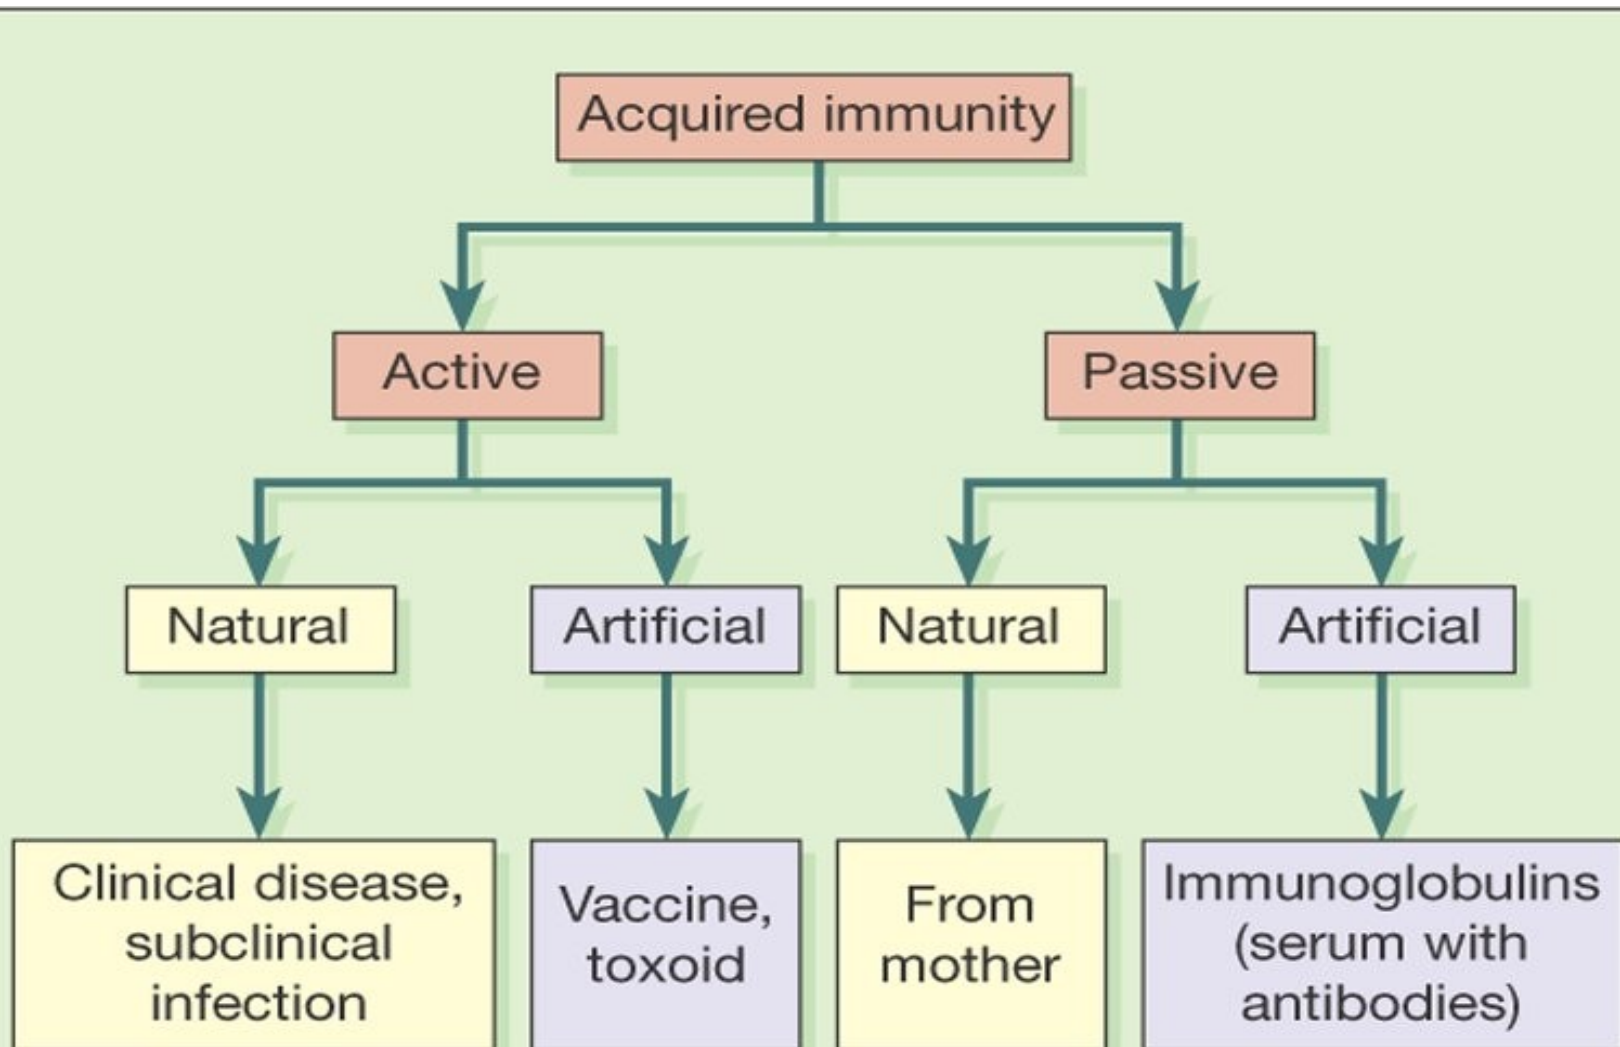 Acquired immunity
Active
Passive
Natural
Artificial
Natural
Artificial
Clinical disease,
subclinical
infection
Vaccine,
toxoid
From
mother
Immunoglobulins
(serum with
antibodies)